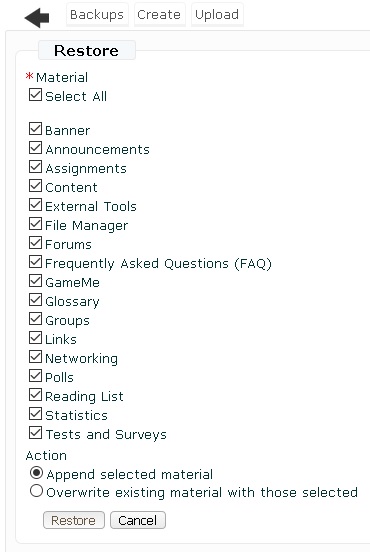 Backups Create Upload
Restore
*Material
Select All
Banner
Announcements
Assignments
Content
External Tools
File Manager
Forums
Frequently Asked Questions (FAQ)
GameMe
Glossary
Groups
Links
Networking
Polls
Reading List
Statistics
Tests and Surveys
Action
Append selected material
Overwrite existing material with those selected
Restore Cancel